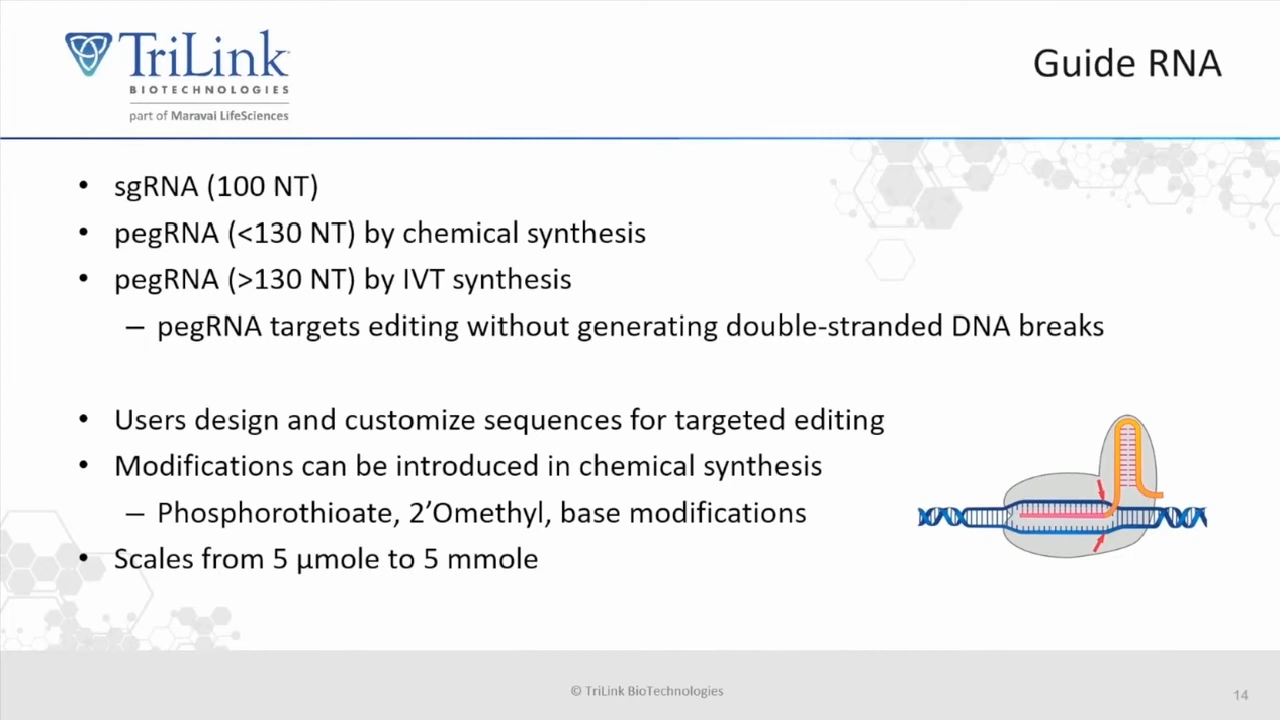 TriLink
BIOTECHNOLOGIES
part of Maravai LifeSciences
Guide RNA
• sgRNA (100 NT)
• pegRNA (<130 NT) by chemical synthesis
• pegRNA (>130 NT) by IVT synthesis
– pegRNA targets editing without generating double-stranded DNA breaks
• Users design and customize sequences for targeted editing
• Modifications can be introduced in chemical synthesis
– Phosphorothioate, 2’Omethyl, base modifications
• Scales from 5 µmole to 5 mmole
© TriLink BioTechnologies
14